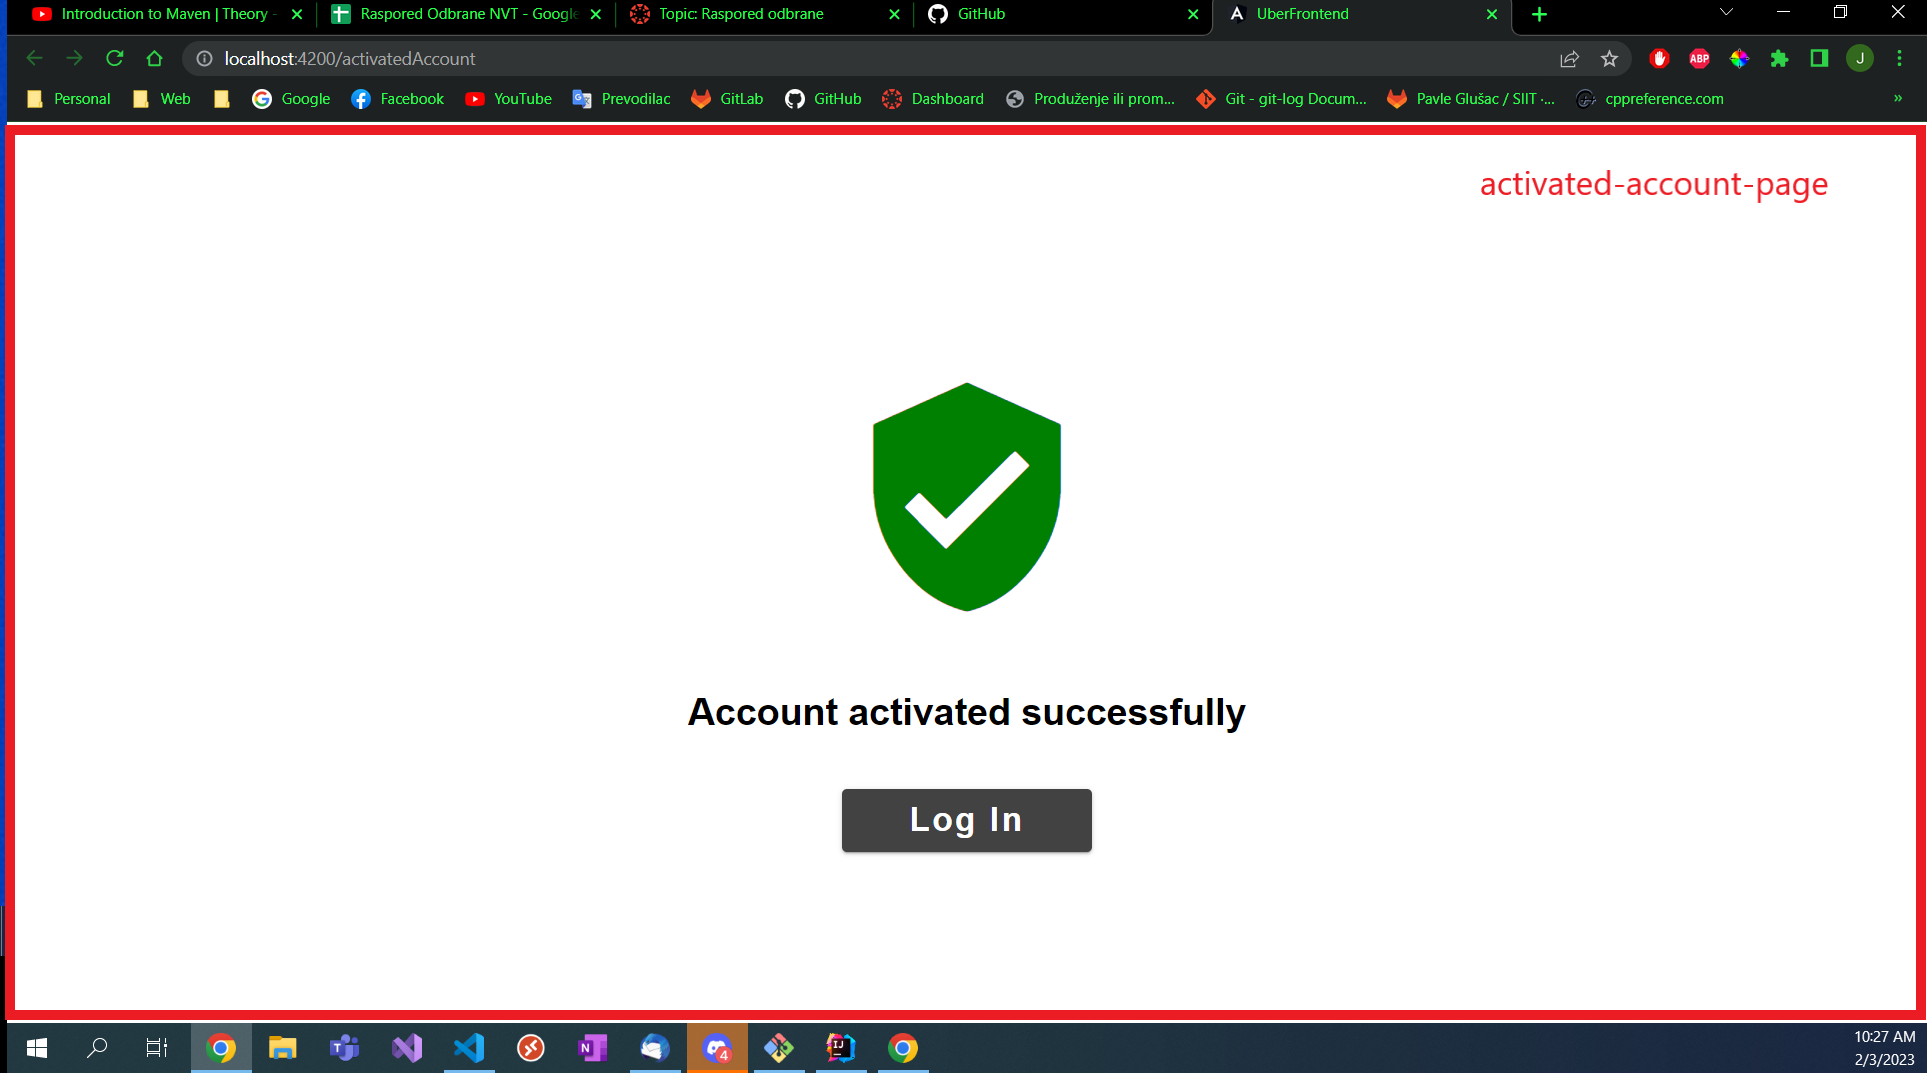 Introduction to Maven | Theory -
Raspored Odbrane NVT - Google
Topic: Raspored odbrane
GitHub
UberFrontend
localhost:4200/activatedAccount
ABP
J
Personal
Web
Google
Facebook
YouTube
Prevodilac
GitLab
GitHub
Dashboard
Produženje ili prom...
Git - git-log Docum...
Pavle Glušac / SIIT ·...
cppreference.com
»
activated-account-page
Account activated successfully
Log In
4
10:27 AM
2/3/2023